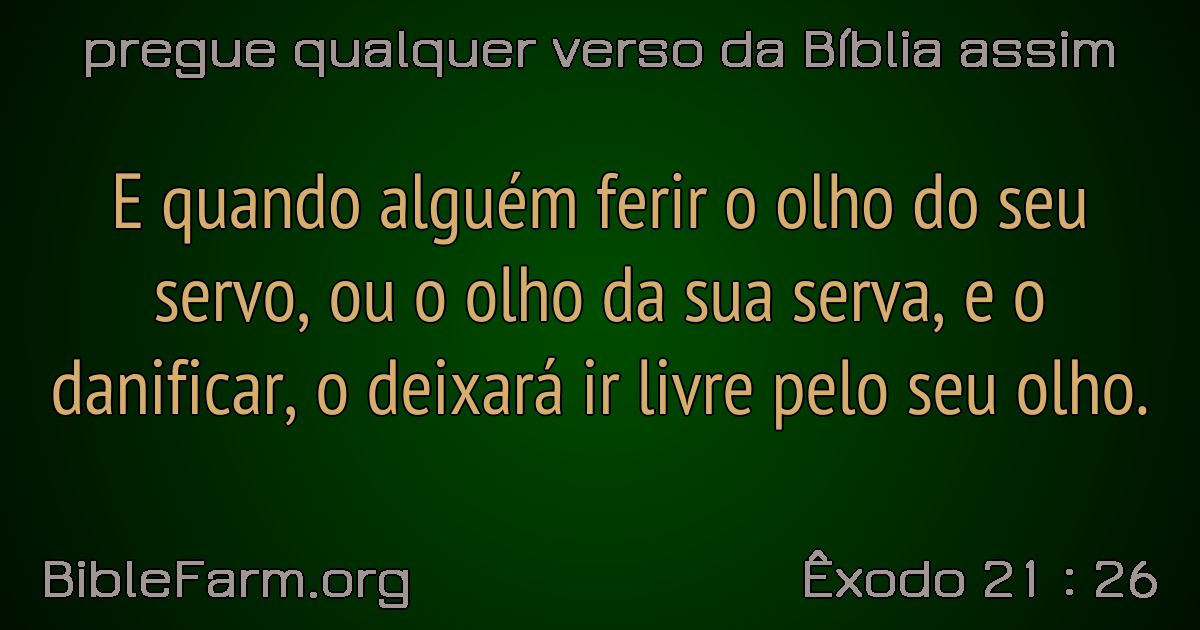 pregue qualquer verso da Bíblia assim
E quando alguém ferir o olho do seu
servo, ou o olho da sua serva, e o
danificar, o deixará ir livre pelo seu olho.
BibleFarm.org
Êxodo 21 : 26